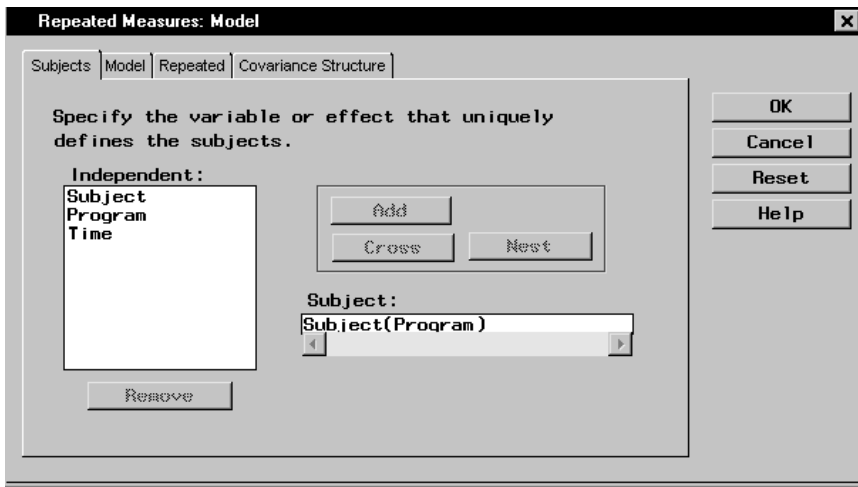 Repeated Measures: Model
Subjects Model Repeated Covariance Structure
Specify the variable or effect that uniquely
defines the subjects.
Independent:
Subject
Program
Time
Add
Cross Nest
Subject:
Subject(Program)
Remove
OK
Cancel
Reset
Help